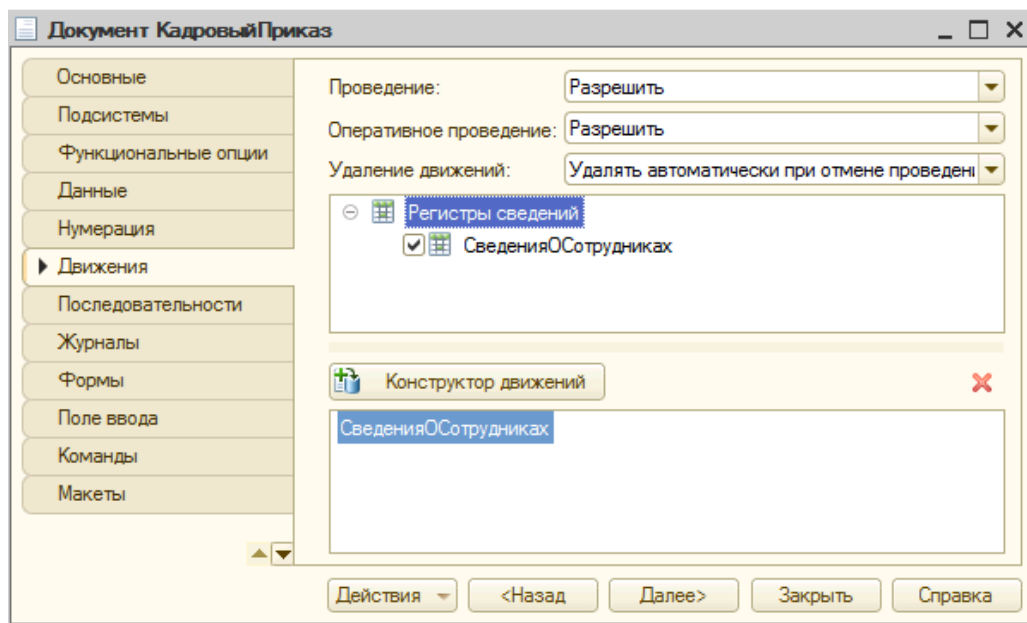 Документ КадровыйПриказ
Основные
Подсистемы
Функциональные опции
Данные
Нумерация
Движения
Последовательности
Журналы
Формы
Поле ввода
Команды
Макеты
Проведение: Разрешить
Оперативное проведение: Разрешить
Удаление движений: Удалять автоматически при отмене проведен
Регистры сведений
СведенияОСотрудниках
Конструктор движений
СведенияОСотрудниках
Действия <Назад Далее> Закрыть Справка